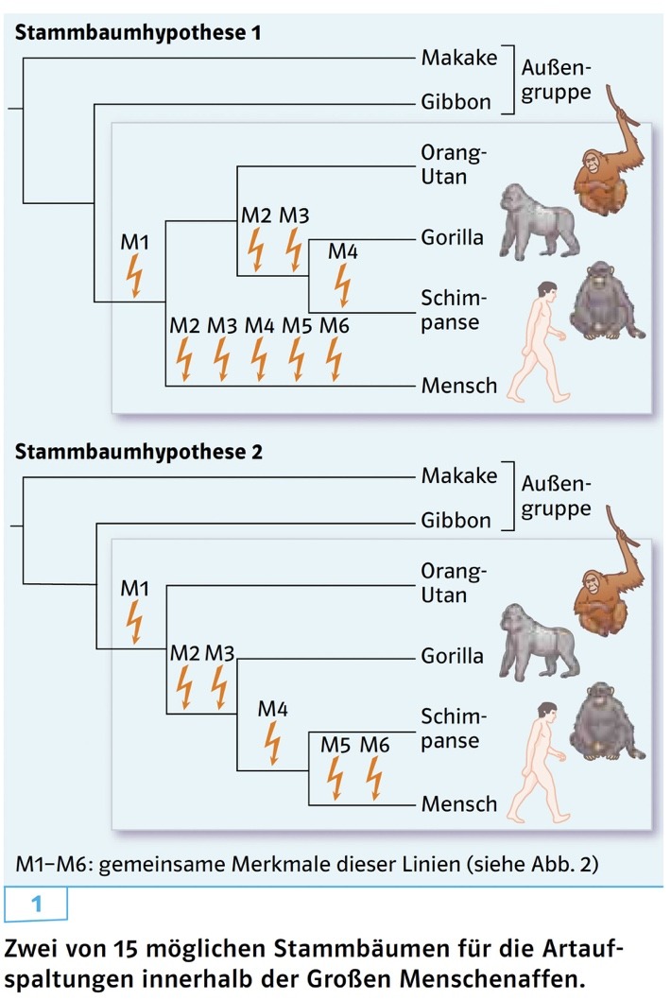 Stammbaumhypothese 1
Makake
Außen-
gruppe
Gibbon
Orang-
Utan
M2 M3
Gorilla
M1
M4
Schim-
panse
M2 M3 M4 M5 M6
Mensch
Stammbaumhypothese 2
Makake
Außen-
gruppe
Gibbon
Orang-
Utan
M1
M2 M3
Gorilla
M4
Schim-
panse
M5 M6
Mensch
M1–M6: gemeinsame Merkmale dieser Linien (siehe Abb. 2)
1
Zwei von 15 möglichen Stammbäumen für die Artauf-
spaltungen innerhalb der Großen Menschenaffen.